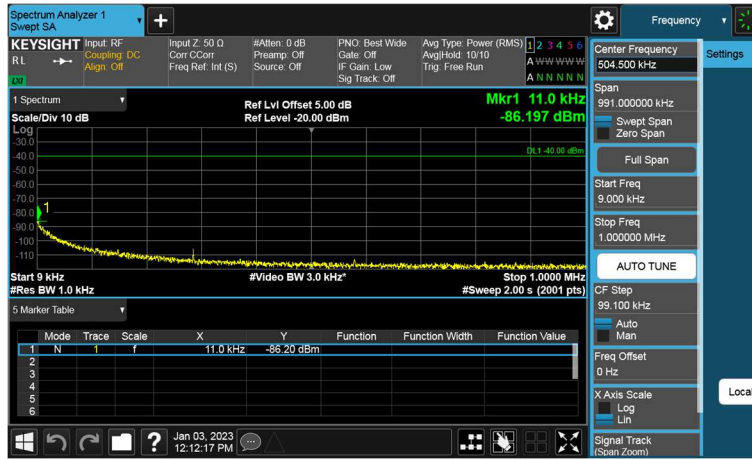 Spectrum Analyzer 1
Swept SA
Frequency
KEYSIGHT
RL
LXI
Input: RF
Coupling: DC
Align: Off
Input Z: 50 Ω
Corr CCorr
Freq Ref: Int (S)
#Atten: 0 dB
Preamp: Off
Source: Off
PNO: Best Wide
Gate: Off
IF Gain: Low
Sig Track: Off
Avg Type: Power (RMS)
Avg|Hold: 10/10
Trig: Free Run
1 2 3 4 5 6
A W W W W W
A N N N N N
1 Spectrum
Scale/Div 10 dB
Ref Lvl Offset 5.00 dB
Ref Level -20.00 dBm
Mkr1 11.0 kHz
-86.197 dBm
Log
-30.0
-40.0
-50.0
-60.0
-70.0
-80.0
-90.0
-100
-110
DL1 -40.00 dBm
1
Start 9 kHz
#Video BW 3.0 kHz*
Stop 1.0000 MHz
#Res BW 1.0 kHz
#Sweep 2.00 s (2001 pts)
5 Marker Table
Mode Trace Scale X Y Function Function Width Function Value
1 N 1 f 11.0 kHz -86.20 dBm
2
3
4
5
6
Jan 03, 2023
12:12:17 PM
Center Frequency
504.500 kHz
Span
991.000000 kHz
Swept Span
Zero Span
Full Span
Start Freq
9.000 kHz
Stop Freq
1.000000 MHz
AUTO TUNE
CF Step
99.100 kHz
Auto
Man
Freq Offset
0 Hz
X Axis Scale
Log
Lin
Signal Track
(Span Zoom)
Settings
Local